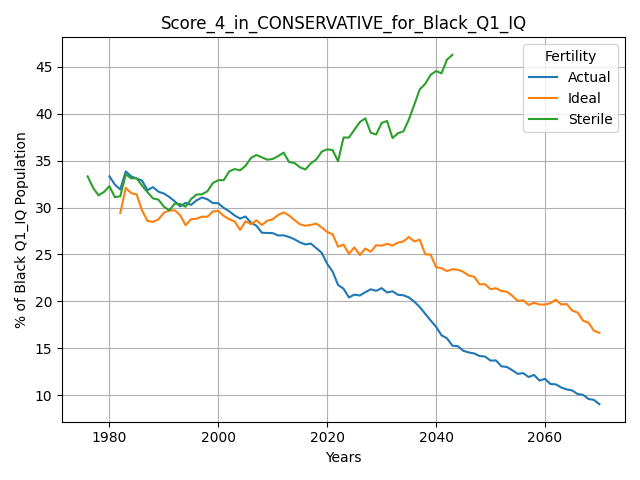 Score_4_in_CONSERVATIVE_for_Black_Q1_IQ
% of Black Q1_IQ Population
45
40
35
30
25
20
15
10
Fertility
Actual
Ideal
Sterile
1980
2000
2020
2040
2060
Years